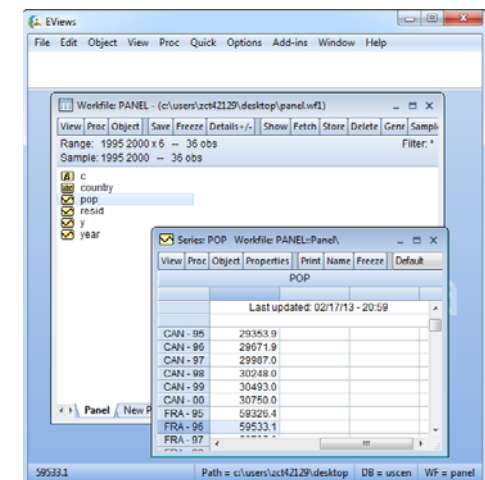 EViews
File Edit Object View Proc Quick Options Add-ins Window Help
Workfile: PANEL - (c:\users\zct42129\desktop\panel.wf1)
View Proc Object Save Freeze Details+/- Show Fetch Store Delete Genr Sampl
Range: 1995 2000 x 6 -- 36 obs Filter: *
Sample: 1995 2000 -- 36 obs
c
country
pop
resid
y
year
Series: POP Workfile: PANEL::Panel\
View Proc Object Properties Print Name Freeze Default
POP
Last updated: 02/17/13 - 20:59
CAN - 95 29353.9
CAN - 96 29671.9
CAN - 97 29987.0
CAN - 98 30248.0
CAN - 99 30493.0
CAN - 00 30750.0
FRA - 95 59326.4
FRA - 96 59533.1
FRA - 97
Panel New P
59533.1 Path = c:\users\zct42129\desktop DB = uscen WF = panel